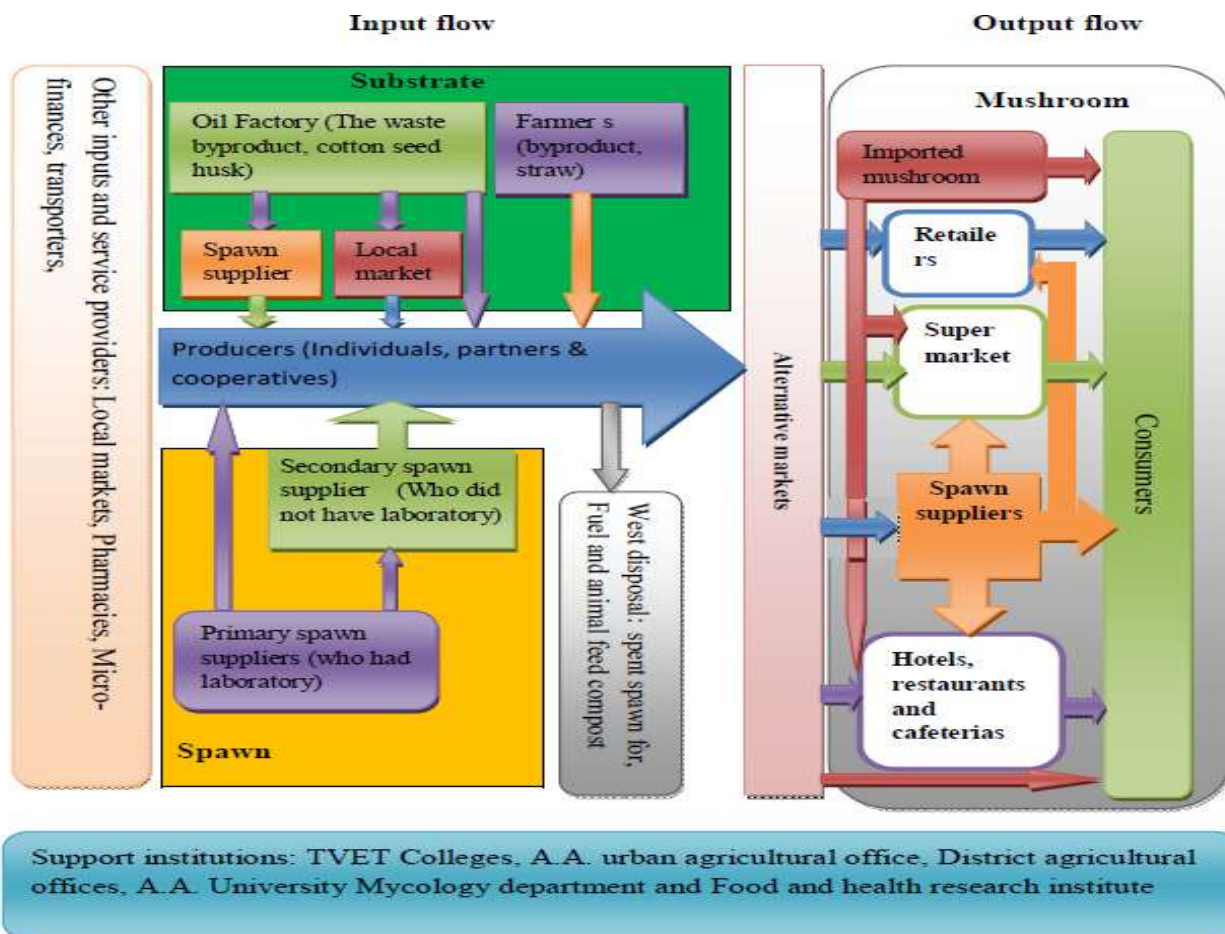 Input flow
Output flow
Other inputs and service providers: Local markets, Pharmacies, Micro-
finances, transporters,
Substrate
Oil Factory (The waste
byproduct, cotton seed
husk)
Farmer s
(byproduct,
straw)
Spawn
supplier
Local
market
Producers (Individuals, partners &
cooperatives)
Secondary spawn
supplier (Who did
not have laboratory)
Primary spawn
suppliers (who had
laboratory)
Spawn
West disposal: spent spawn for,
Fuel and animal feed compost
Alternative markets
Mushroom
Imported
mushroom
Retaile
rs
Super
market
Spawn
suppliers
Hotels,
restaurants
and
cafeterias
Consumers
Support institutions: TVET Colleges, A.A. urban agricultural office, District agricultural
offices, A.A. University Mycology department and Food and health research institute